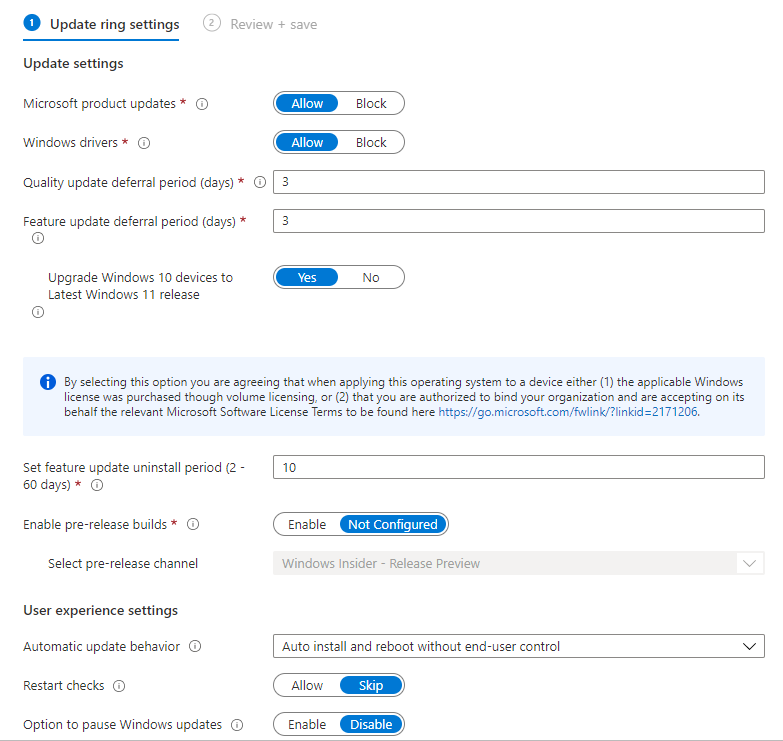 1 Update ring settings 2 Review + save
Update settings
Microsoft product updates * Allow Block
Windows drivers * Allow Block
Quality update deferral period (days) * 3
Feature update deferral period (days) * 3
Upgrade Windows 10 devices to Yes No
Latest Windows 11 release
By selecting this option you are agreeing that when applying this operating system to a device either (1) the applicable Windows
license was purchased though volume licensing, or (2) that you are authorized to bind your organization and are accepting on its
behalf the relevant Microsoft Software License Terms to be found here https://go.microsoft.com/fwlink/?linkid=2171206.
Set feature update uninstall period (2 - 10
60 days) *
Enable pre-release builds * Enable Not Configured
Select pre-release channel Windows Insider - Release Preview
User experience settings
Automatic update behavior Auto install and reboot without end-user control
Restart checks Allow Skip
Option to pause Windows updates Enable Disable